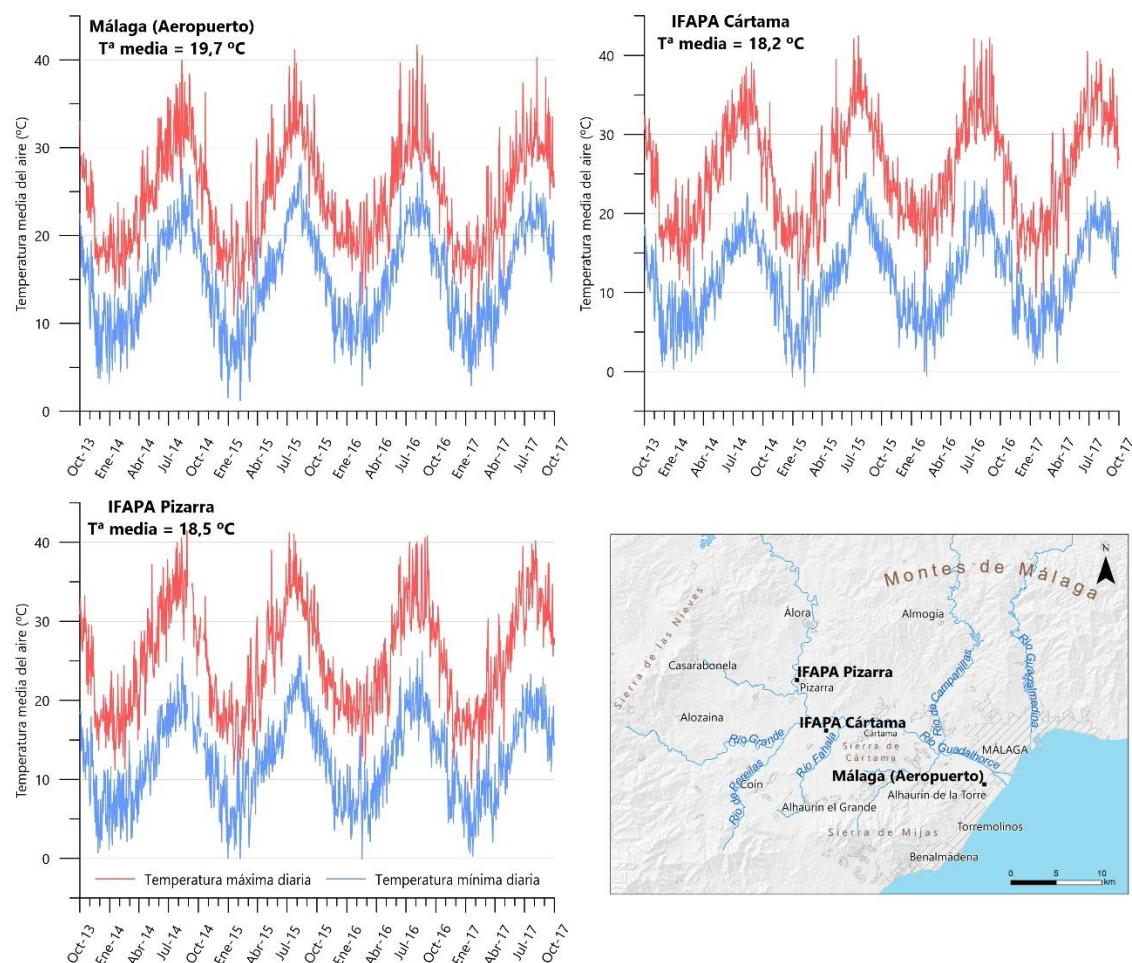 Málaga (Aeropuerto)
Tª media = 19,7 ºC
Temperatura media del aire (ºC)
40
30
20
10
0
Oct-13
Ene-14
Abr-14
Jul-14
Oct-14
Ene-15
Abr-15
Jul-15
Oct-15
Ene-16
Abr-16
Jul-16
Oct-16
Ene-17
Abr-17
Jul-17
Oct-17
IFAPA Cártama
Tª media = 18,2 ºC
Temperatura media del aire (ºC)
40
30
20
10
0
Oct-13
Ene-14
Abr-14
Jul-14
Oct-14
Ene-15
Abr-15
Jul-15
Oct-15
Ene-16
Abr-16
Jul-16
Oct-16
Ene-17
Abr-17
Jul-17
Oct-17
IFAPA Pizarra
Tª media = 18,5 ºC
Temperatura media del aire (ºC)
40
30
20
10
0
Temperatura máxima diaria
Temperatura mínima diaria
Oct-13
Ene-14
Abr-14
Jul-14
Oct-14
Ene-15
Abr-15
Jul-15
Oct-15
Ene-16
Abr-16
Jul-16
Oct-16
Ene-17
Abr-17
Jul-17
Oct-17
N
Montes de Málaga
Sierra de las Nieves
Álora
Almogía
Casarabonela
IFAPA Pizarra
Pizarra
Río de Campanillas
Río Guadalmedina
Alozaina
IFAPA Cártama
Cártama
Río Grande
Río Fahala
Sierra de
Cártama
Río Guadalhorce
MÁLAGA
Río de Pereilas
Coín
Málaga (Aeropuerto)
Alhaurín de la Torre
Alhaurín el Grande
Sierra de Mijas
Torremolinos
Benalmádena
0 5 10
km